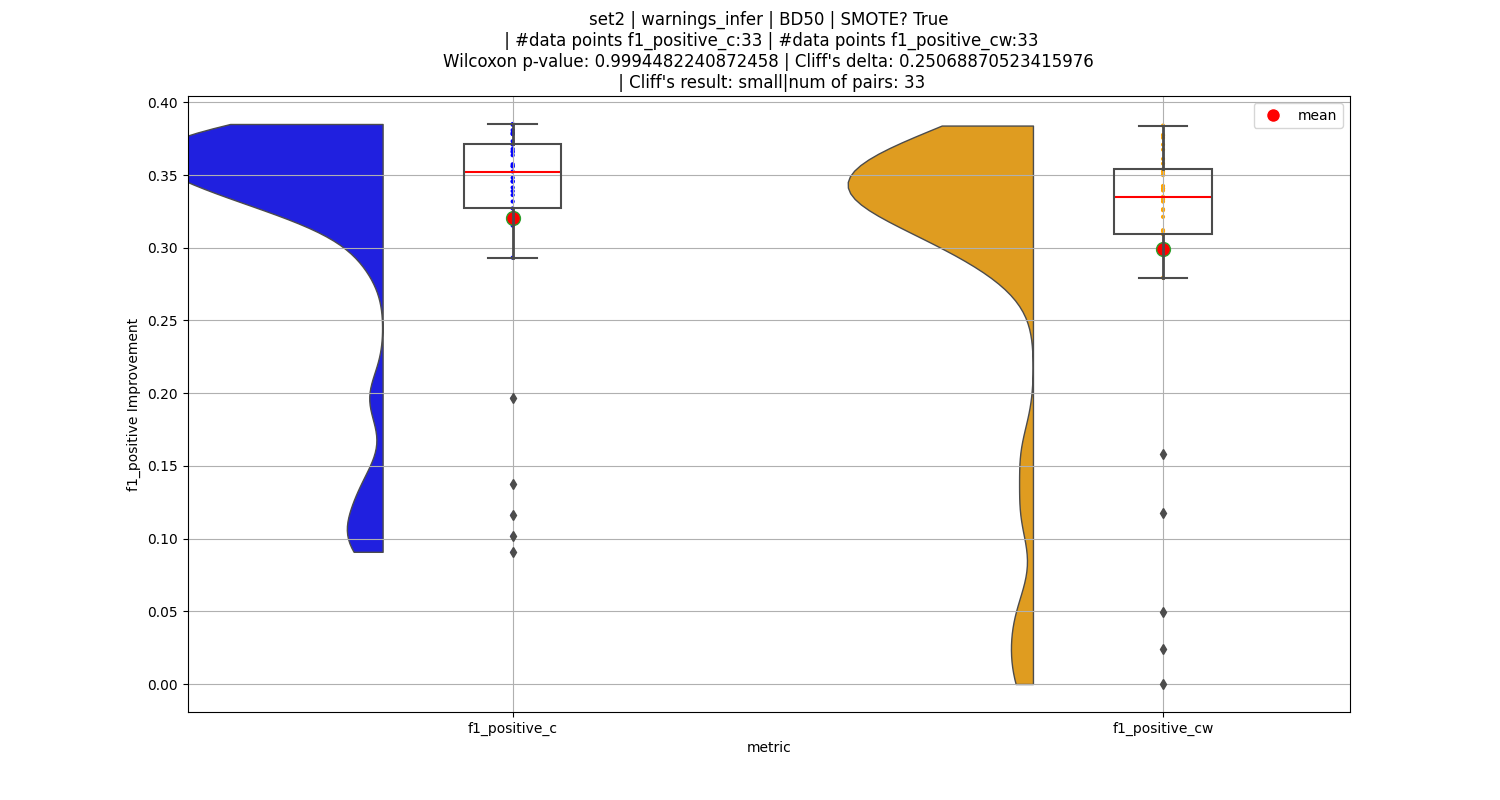 set2 | warnings_infer | BD50 | SMOTE? True
| #data points f1_positive_c:33 | #data points f1_positive_cw:33
Wilcoxon p-value: 0.9994482240872458 | Cliff's delta: 0.25068870523415976
| Cliff's result: small|num of pairs: 33
mean
0.40
0.35
0.30
0.25
0.20
0.15
0.10
0.05
0.00
f1_positive Improvement
f1_positive_c
f1_positive_cw
metric